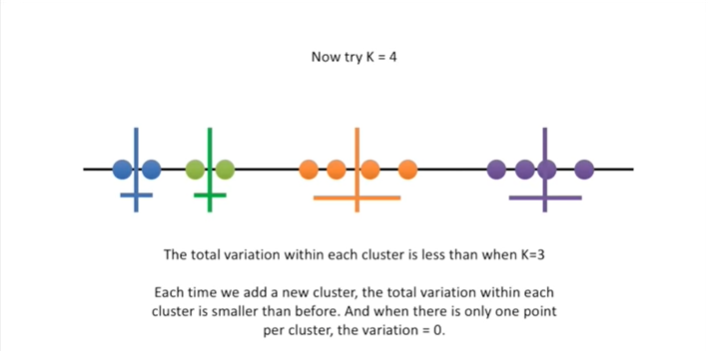 Now try K = 4
The total variation within each cluster is less than when K=3
Each time we add a new cluster, the total variation within each
cluster is smaller than before. And when there is only one point
per cluster, the variation = 0.